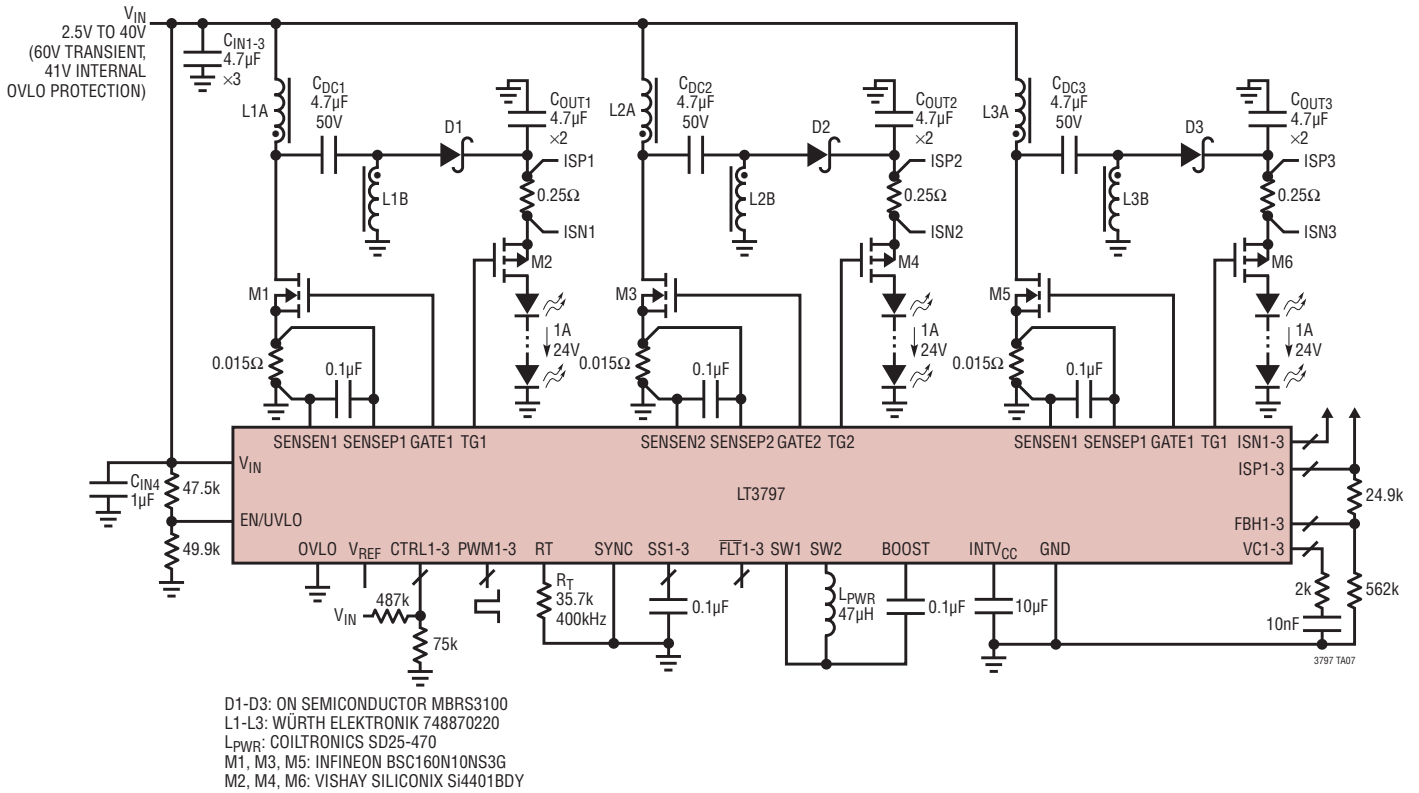 VIN
2.5V TO 40V
(60V TRANSIENT,
41V INTERNAL
OVLO PROTECTION)
CIN1-3
4.7µF
×3
L1A
CDC1
4.7µF
50V
D1
COUT1
4.7µF
×2
ISP1
0.25Ω
ISN1
L1B
M2
M1
1A
24V
0.015Ω
0.1µF
L2A
CDC2
4.7µF
50V
D2
COUT2
4.7µF
×2
ISP2
0.25Ω
ISN2
L2B
M4
M3
1A
24V
0.015Ω
0.1µF
L3A
CDC3
4.7µF
50V
D3
COUT3
4.7µF
×2
ISP3
0.25Ω
ISN3
L3B
M6
M5
1A
24V
0.015Ω
0.1µF
SENSEN1 SENSEP1 GATE1 TG1
SENSEN2 SENSEP2 GATE2 TG2
SENSEN1 SENSEP1 GATE1 TG1 ISN1-3
VIN
ISP1-3
CIN4
1µF
47.5k
LT3797
24.9k
EN/UVLO
FBH1-3
49.9k
VC1-3
OVLO VREF CTRL1-3 PWM1-3 RT SYNC SS1-3 FLT1-3 SW1 SW2 BOOST INTVCC GND
VIN
487k
75k
RT
35.7k
400kHz
0.1µF
LPWR
47µH
0.1µF
10µF
2k
562k
10nF
3797 TA07
D1-D3: ON SEMICONDUCTOR MBRS3100
L1-L3: WÜRTH ELEKTRONIK 748870220
LPWR: COILTRONICS SD25-470
M1, M3, M5: INFINEON BSC160N10NS3G
M2, M4, M6: VISHAY SILICONIX Si4401BDY